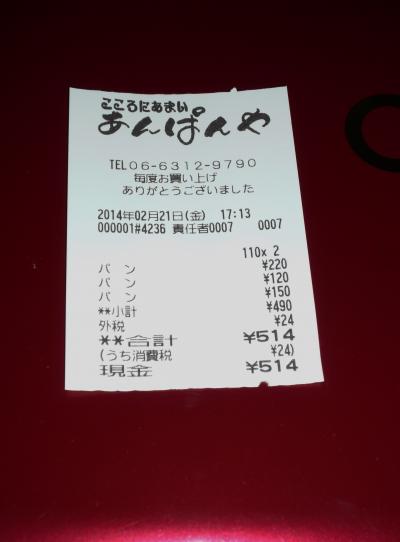 こころにあまい
あんぱんや
TEL06-6312-9790
毎度お買い上げ
ありがとうございました
2014年02月21日(金) 17:13
000001#4236 責任者0007 0007
110x 2
パン ¥220
パン ¥120
パン ¥150
**小計 ¥490
外税 ¥24
**合計 ¥514
(うち消費税 ¥24)
現金 ¥514